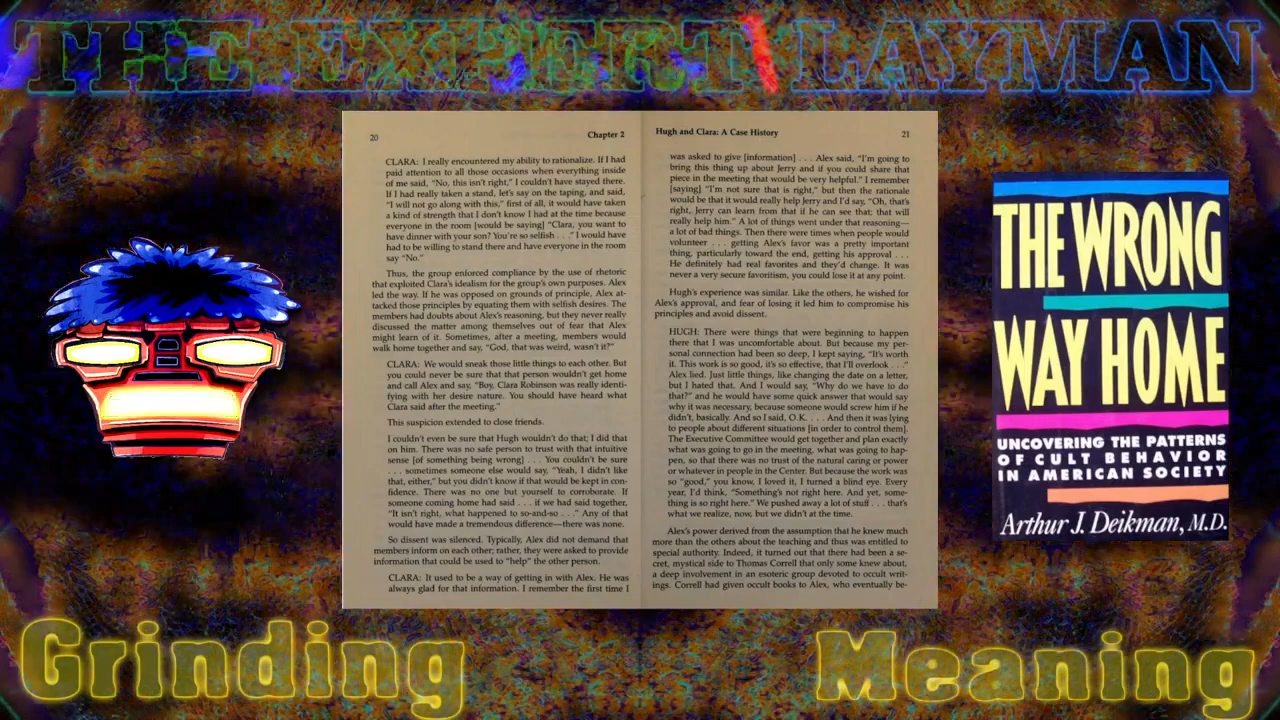 THE EXPERT\LAYMAN
20
Chapter 2
CLARA: I really encountered my ability to rationalize. If I had
paid attention to all those occasions when everything inside
of me said, "No, this isn't right," I couldn't have stayed there.
If I had really taken a stand, let's say on the taping, and said,
"I will not go along with this," first of all, it would have taken
a kind of strength that I don't know I had at the time because
everyone in the room [would be saying] "Clara, you want to
have dinner with your son? You're so selfish . . ." I would have
had to be willing to stand there and have everyone in the room
say "No."
Thus, the group enforced compliance by the use of rhetoric
that exploited Clara's idealism for the group's own purposes. Alex
led the way. If he was opposed on grounds of principle, Alex at-
tacked those principles by equating them with selfish desires. The
members had doubts about Alex's reasoning, but they never really
discussed the matter among themselves out of fear that Alex
might learn of it. Sometimes, after a meeting, members would
walk home together and say, "God, that was weird, wasn't it?"
CLARA: We would sneak those little things to each other. But
you could never be sure that that person wouldn't get home
and call Alex and say, "Boy, Clara Robinson was really identi-
fying with her desire nature. You should have heard what
Clara said after the meeting."
This suspicion extended to close friends.
I couldn't even be sure that Hugh wouldn't do that; I did that
on him. There was no safe person to trust with that intuitive
sense [of something being wrong] . . . You couldn't be sure
. . . sometimes someone else would say, "Yeah, I didn't like
that, either," but you didn't know if that would be kept in con-
fidence. There was no one but yourself to corroborate. If
someone coming home had said . . . if we had said together,
"It isn't right, what happened to so-and-so . . ." Any of that
would have made a tremendous difference—there was none.
So dissent was silenced. Typically, Alex did not demand that
members inform on each other; rather, they were asked to provide
information that could be used to "help" the other person.
CLARA: It used to be a way of getting in with Alex. He was
always glad for that information. I remember the first time I
Hugh and Clara: A Case History
21
was asked to give [information] . . . Alex said, "I'm going to
bring this thing up about Jerry and if you could share that
piece in the meeting that would be very helpful." I remember
[saying] "I'm not sure that is right," but then the rationale
would be that it would really help Jerry and I'd say, "Oh, that's
right, Jerry can learn from that if he can see that; that will
really help him." A lot of things went under that reasoning—
a lot of bad things. Then there were times when people would
volunteer . . . getting Alex's favor was a pretty important
thing, particularly toward the end, getting his approval . . .
He definitely had real favorites and they'd change. It was
never a very secure favoritism, you could lose it at any point.
Hugh's experience was similar. Like the others, he wished for
Alex's approval, and fear of losing it led him to compromise his
principles and avoid dissent.
HUGH: There were things that were beginning to happen
there that I was uncomfortable about. But because my per-
sonal connection had been so deep, I kept saying, "It's worth
it. This work is so good, it's so effective, that I'll overlook . . ."
Alex lied. Just little things, like changing the date on a letter,
but I hated that. And I would say, "Why do we have to do
that?" and he would have some quick answer that would say
why it was necessary, because someone would screw him if he
didn't, basically. And so I said, O.K. . . . And then it was lying
to people about different situations [in order to control them].
The Executive Committee would get together and plan exactly
what was going to go on in the meeting, what was going to hap-
pen, so that there was no trust of the natural caring or power
or whatever in people in the Center. But because the work was
so "good," you know, I loved it, I turned a blind eye. Every
year, I'd think, "Something's not right here. And yet, some-
thing is so right here." We pushed away a lot of stuff . . . that's
what we realize, now, but we didn't at the time.
Alex's power derived from the assumption that he knew much
more than the others about the teaching and thus was entitled to
special authority. Indeed, it turned out that there had been a se-
cret, mystical side to Thomas Correll that only some knew about,
a deep involvement in an esoteric group devoted to occult writ-
ings. Correll had given occult books to Alex, who eventually be-
THE WRONG
WAY HOME
UNCOVERING THE PATTERNS
OF CULT BEHAVIOR
IN AMERICAN SOCIETY
Arthur J. Deikman, M.D.
Grinding
Meaning